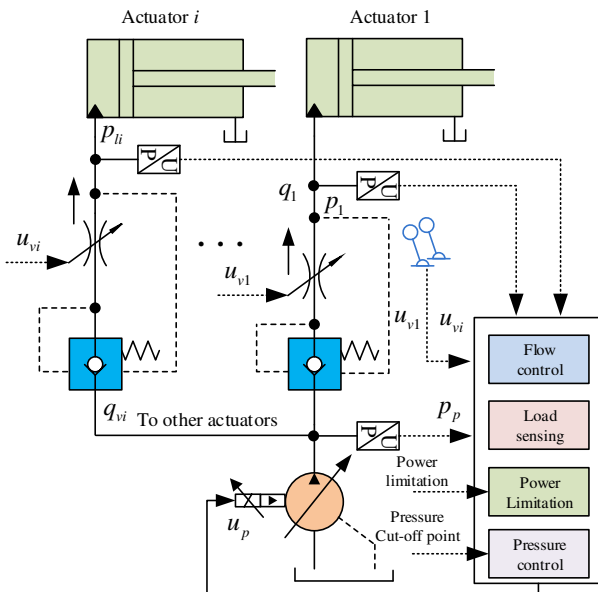 Actuator i
Actuator 1
p_li
U
P
q_1
U
P
p_1
u_vi
...
u_v1
u_v1
u_vi
Flow
control
q_vi
To other actuators
U
P
p_p
Load
sensing
Power
limitation
Power
Limitation
u_p
Pressure
Cut-off point
Pressure
control